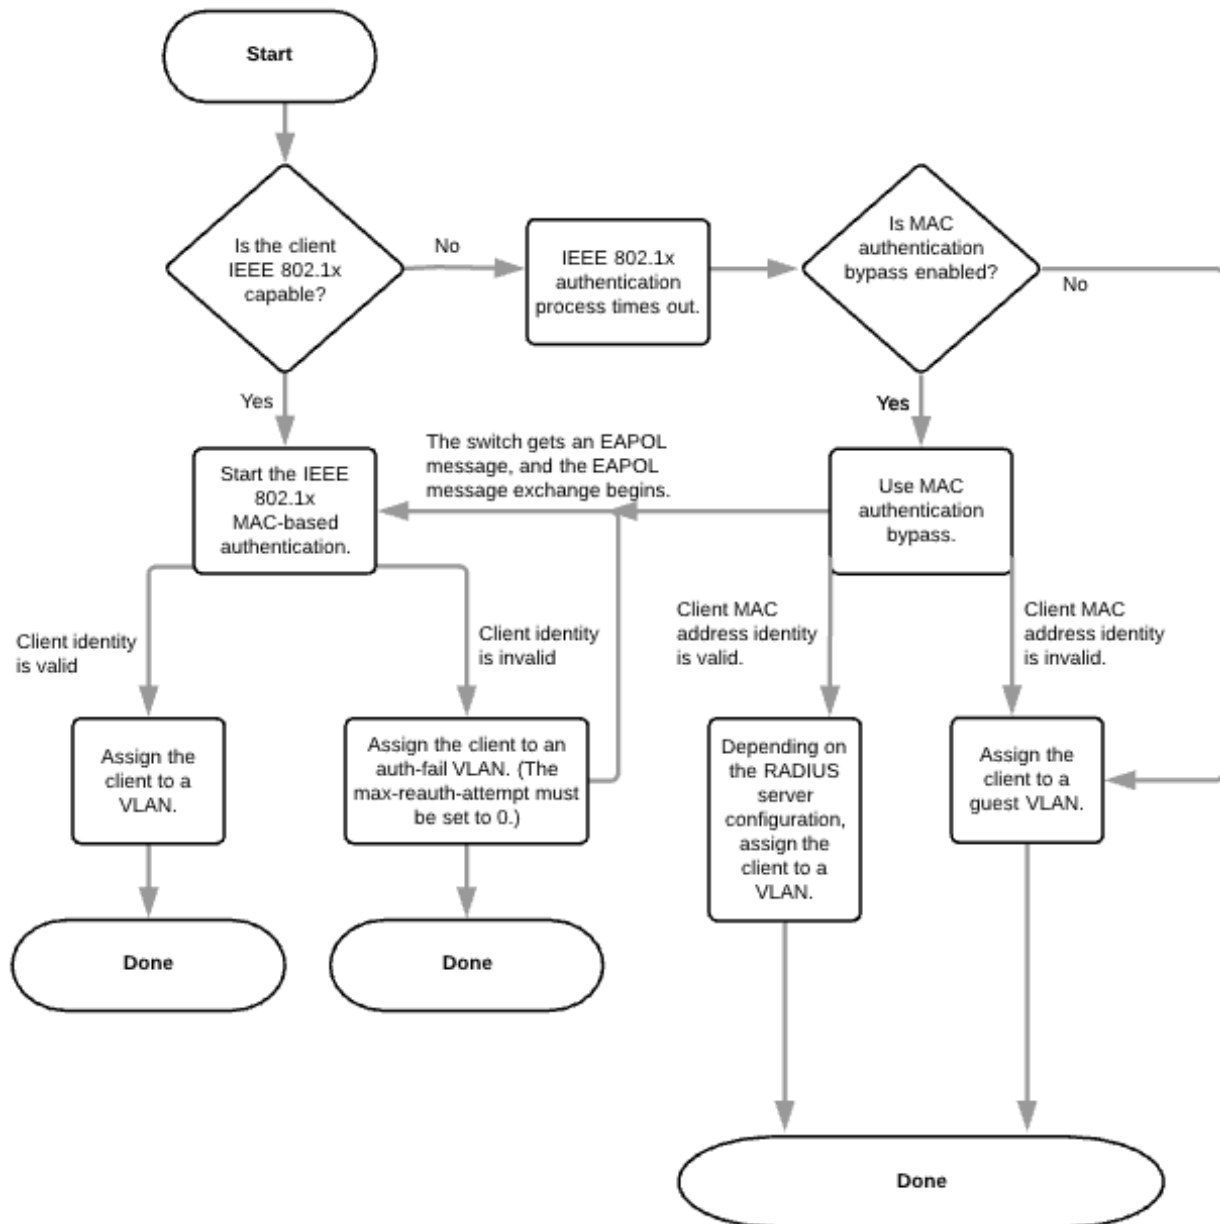 Start
Is the client
IEEE 802.1x
capable?
No
IEEE 802.1x
authentication
process times out.
Is MAC
authentication
bypass enabled?
No
Yes
Yes
The switch gets an EAPOL
message, and the EAPOL
message exchange begins.
Start the IEEE
802.1x
MAC-based
authentication.
Use MAC
authentication
bypass.
Client identity
is valid
Client identity
is invalid
Client MAC
address identity
is valid.
Client MAC
address identity
is invalid.
Assign the
client to a
VLAN.
Assign the client to an
auth-fail VLAN. (The
max-reauth-attempt must
be set to 0.)
Depending on
the RADIUS
server
configuration,
assign the
client to a
VLAN.
Assign the
client to a
guest VLAN.
Done
Done
Done